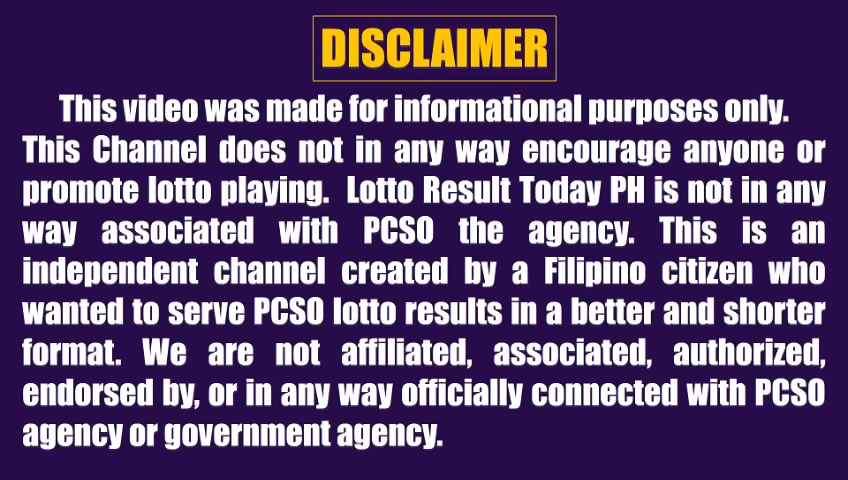 DISCLAIMER
This video was made for informational purposes only.
This Channel does not in any way encourage anyone or
promote lotto playing. Lotto Result Today PH is not in any
way associated with PCSO the agency. This is an
independent channel created by a Filipino citizen who
wanted to serve PCSO lotto results in a better and shorter
format. We are not affiliated, associated, authorized,
endorsed by, or in any way officially connected with PCSO
agency or government agency.